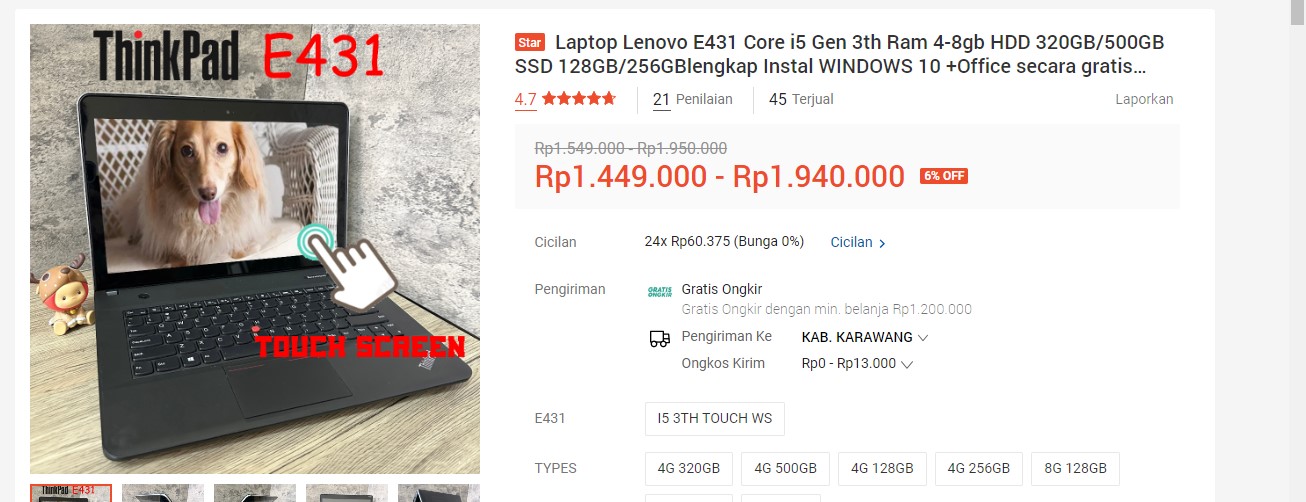 ThinkPad E431
TOUCH SCREEN
ThinkPad
ThinkPad E431
Star Laptop Lenovo E431 Core i5 Gen 3th Ram 4-8gb HDD 320GB/500GB
SSD 128GB/256GBlengkap Instal WINDOWS 10 +Office secara gratis...
4.7 21 Penilaian 45 Terjual Laporkan
Rp1.549.000 - Rp1.950.000
Rp1.449.000 - Rp1.940.000 6% OFF
Cicilan 24x Rp60.375 (Bunga 0%) Cicilan
Pengiriman GRATIS ONGKIR Gratis Ongkir
Gratis Ongkir dengan min. belanja Rp1.200.000
Pengiriman Ke KAB. KARAWANG
Ongkos Kirim Rp0 - Rp13.000
E431 I5 3TH TOUCH WS
TYPES 4G 320GB 4G 500GB 4G 128GB 4G 256GB 8G 128GB